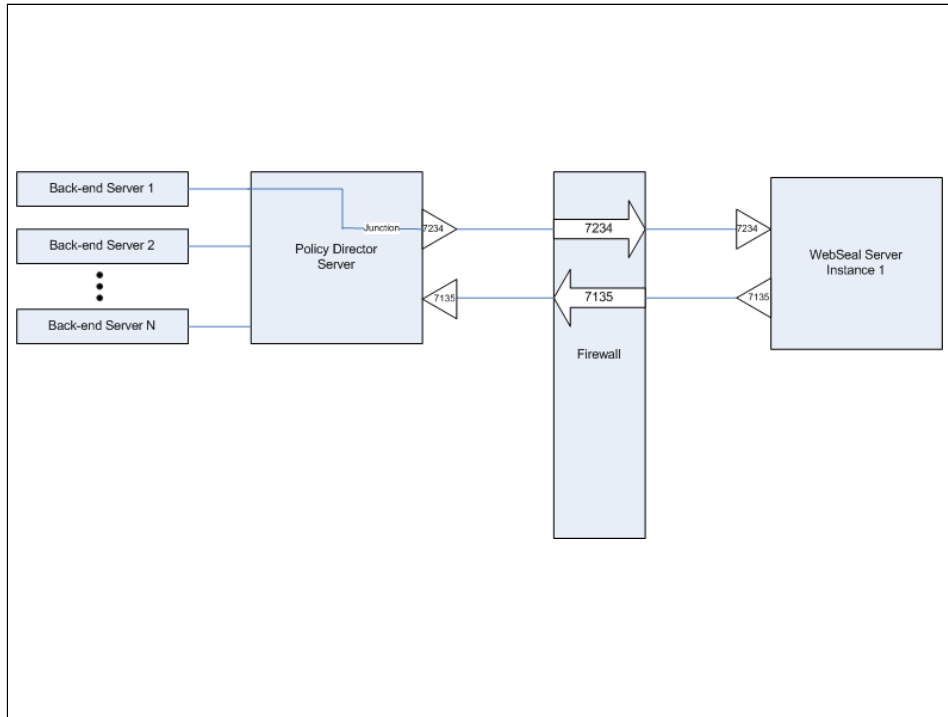 Back-end Server 1
Back-end Server 2
Back-end Server N
Policy Director
Server
Junction
7234
7135
7234
7135
Firewall
7234
7135
WebSeal Server
Instance 1